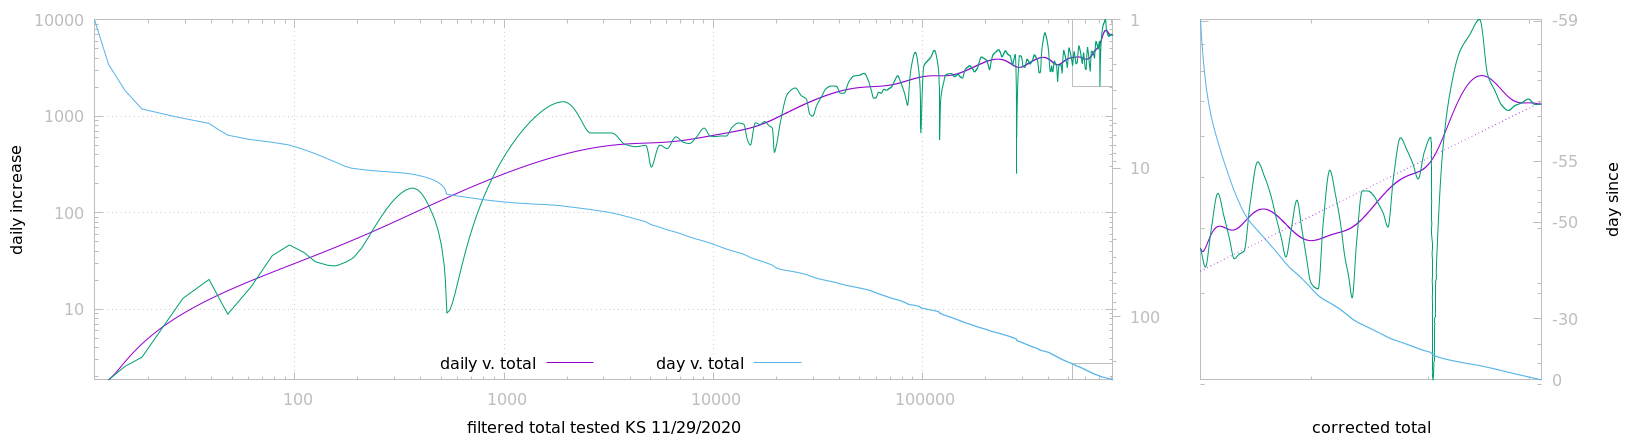 10000
1000
100
10
daily increase
100
1000
10000
100000
1
10
100
daily v. total
day v. total
filtered total tested KS 11/29/2020
-59
-55
-50
-30
0
day since
corrected total